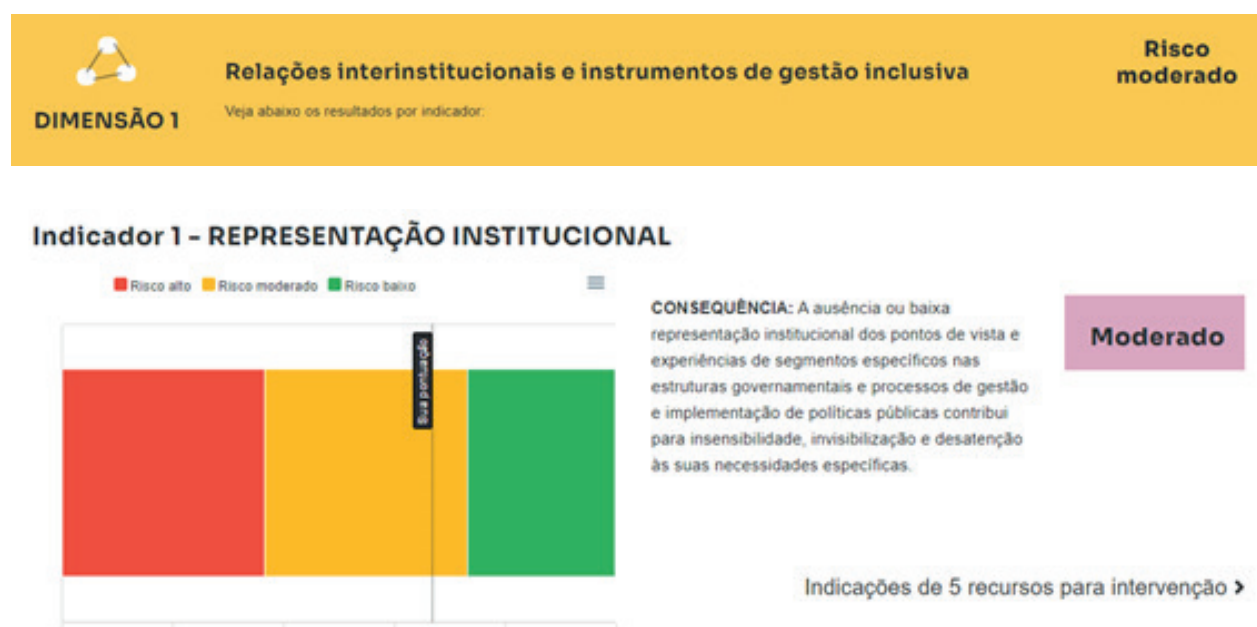 DIMENSÃO 1
Relações interinstitucionais e instrumentos de gestão inclusiva
Veja abaixo os resultados por indicador:
Risco
moderado
Indicador 1 - REPRESENTAÇÃO INSTITUCIONAL
Risco alto Risco moderado Risco baixo
Sua pontuação
CONSEQUÊNCIA: A ausência ou baixa
representação institucional dos pontos de vista e
experiências de segmentos específicos nas
estruturas governamentais e processos de gestão
e implementação de políticas públicas contribui
para insensibilidade, invisibilização e desatenção
às suas necessidades específicas.
Moderado
Indicações de 5 recursos para intervenção >